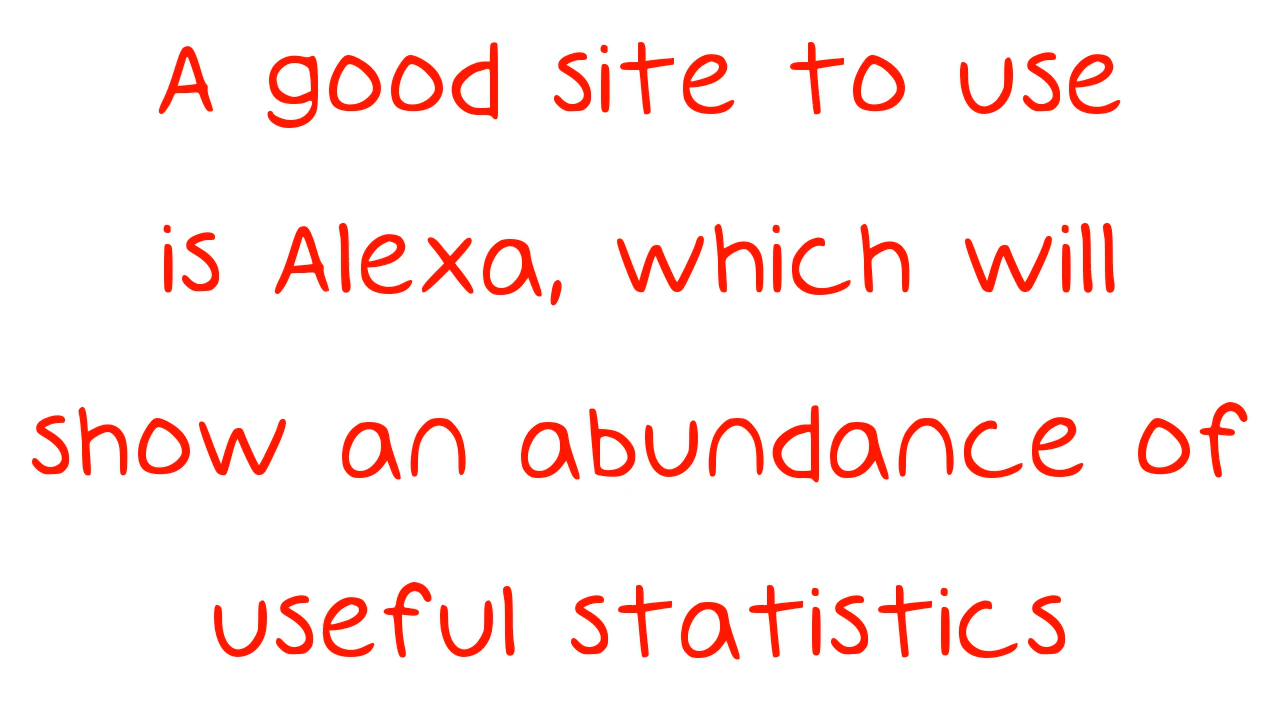 A good site to use
is Alexa, which will
show an abundance of
useful statistics